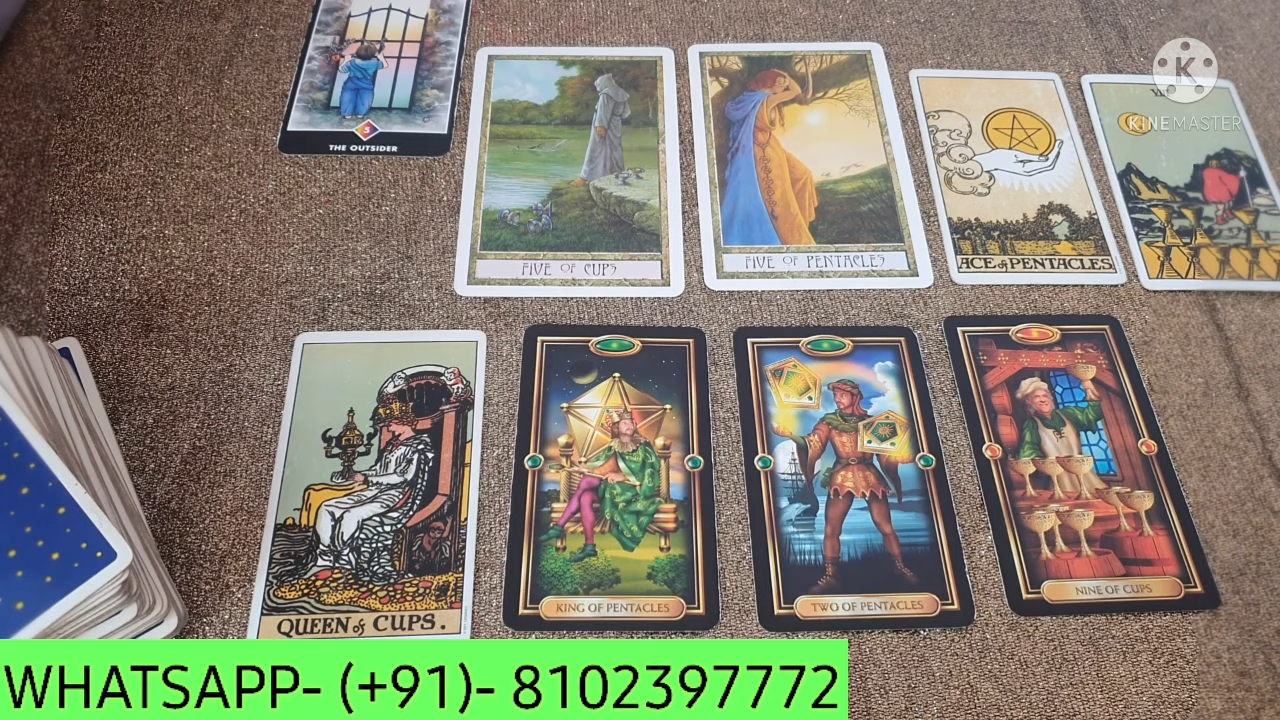 5
THE OUTSIDER
FIVE OF CUPS
FIVE OF PENTACLES
ACE of PENTACLES
K
KINEMASTER
QUEEN of CUPS.
KING OF PENTACLES
TWO OF PENTACLES
NINE OF CUPS
WHATSAPP- (+91)- 8102397772